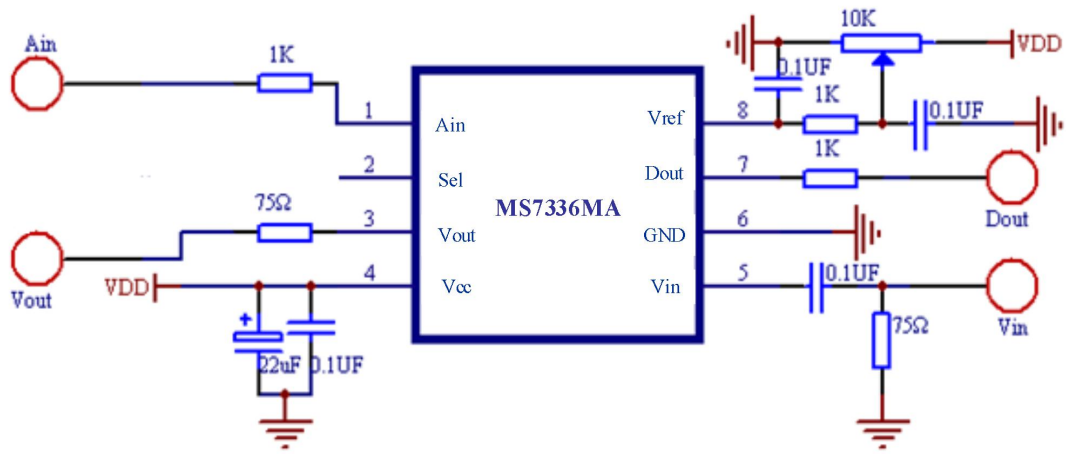 Ain
1K
1
Ain
2
Sel
75Ω
3
Vout
Vout
VDD
4
Vcc
22uF
0.1UF
MS7336MA
10K
VDD
0.1UF
1K
0.1UF
Vref
8
1K
Dout
7
Dout
GND
6
0.1UF
Vin
5
Vin
75Ω